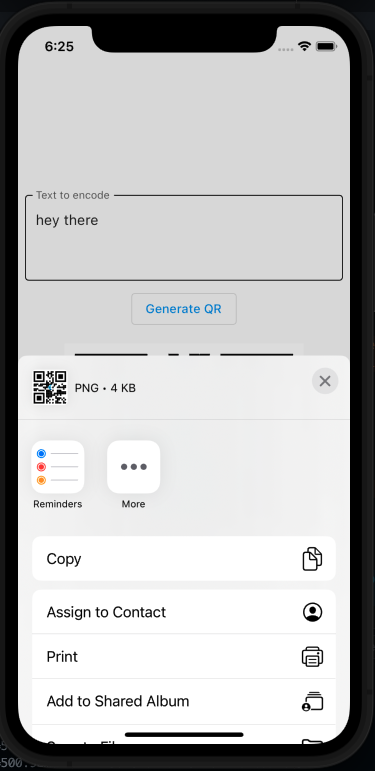 6:25
Text to encode
hey there
Generate QR
PNG • 4 KB
Reminders
More
Copy
Assign to Contact
Print
Add to Shared Album